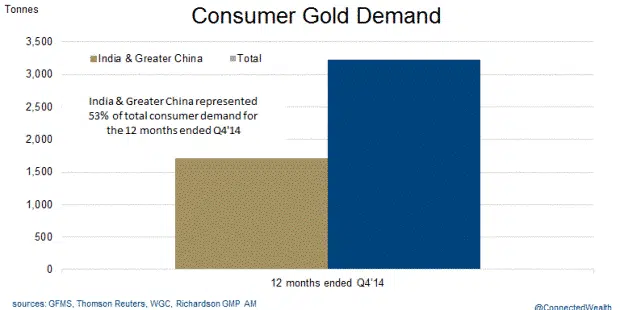 Tonnes
Consumer Gold Demand
3,500
3,000
2,500
2,000
1,500
1,000
500
0
India & Greater China
Total
India & Greater China represented
53% of total consumer demand for
the 12 months ended Q4'14
12 months ended Q4'14
sources: GFMS, Thomson Reuters, WGC, Richardson GMP AM
@ConnectedWealth